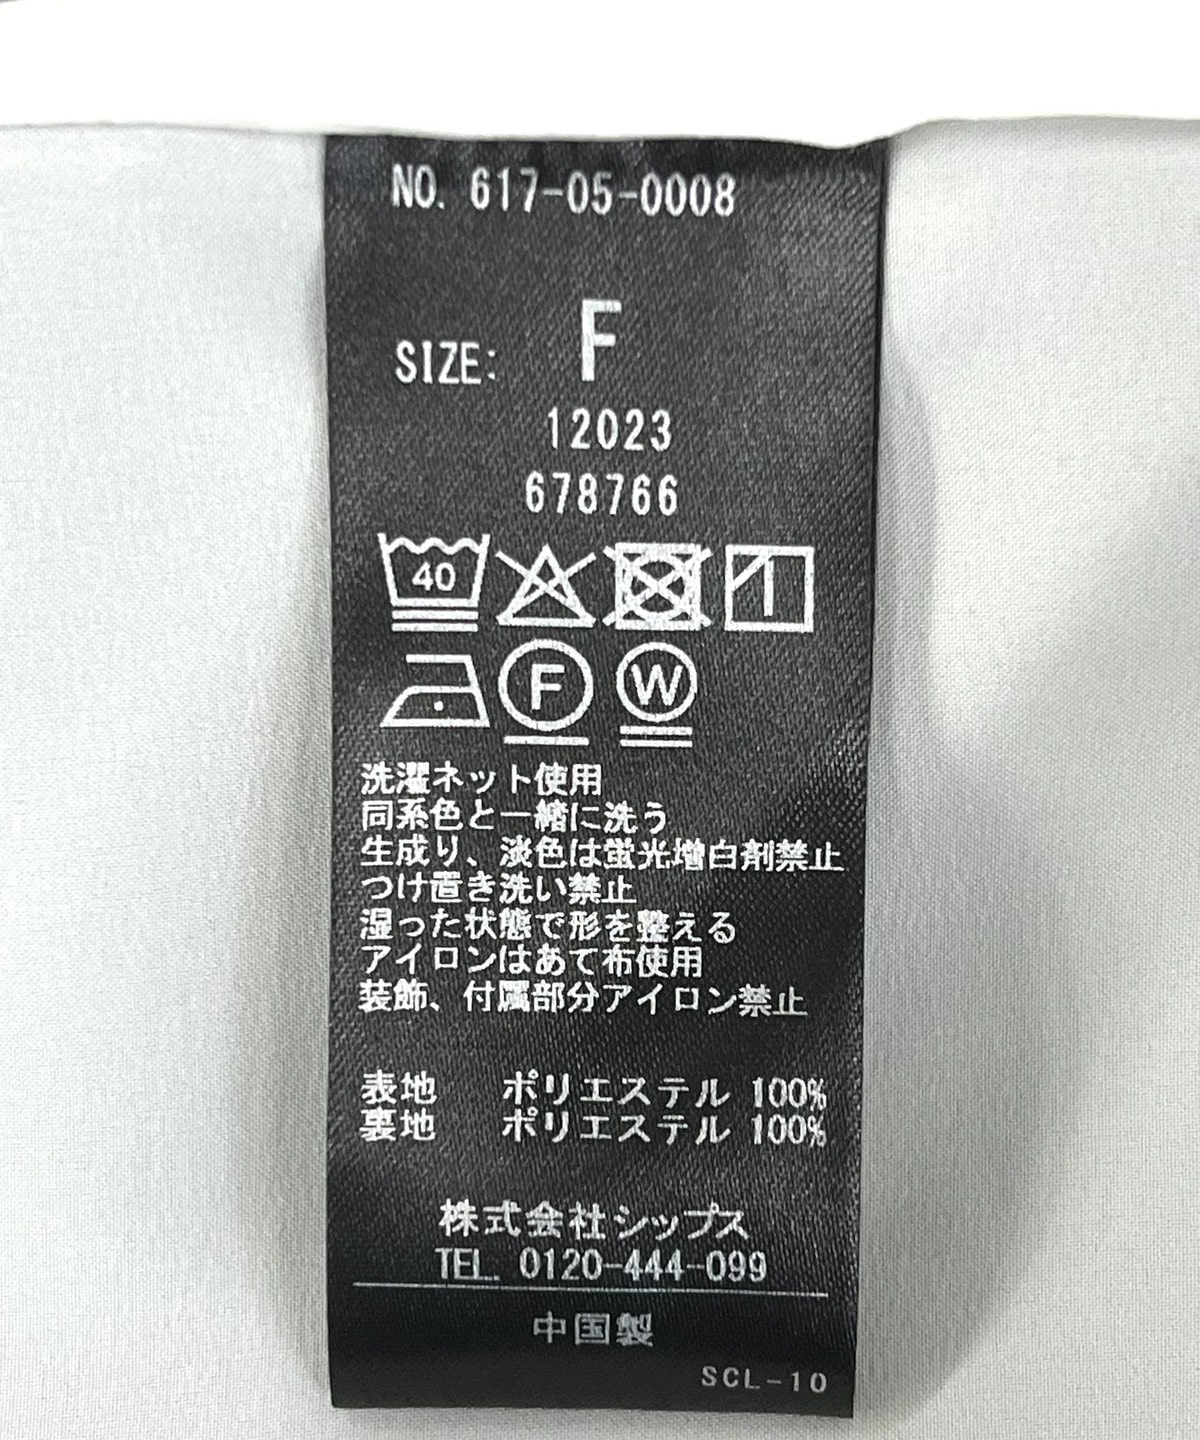 NO. 617-05-0008
SIZE: F
12023
678766
40
F W
洗濯ネット使用
同系色と一緒に洗う
生成り、淡色は蛍光増白剤禁止
つけ置き洗い禁止
湿った状態で形を整える
アイロンはあて布使用
装飾、付属部分アイロン禁止
表地 ポリエステル 100%
裏地 ポリエステル 100%
株式会社シップス
TEL. 0120-444-099
中国製
SCL-10